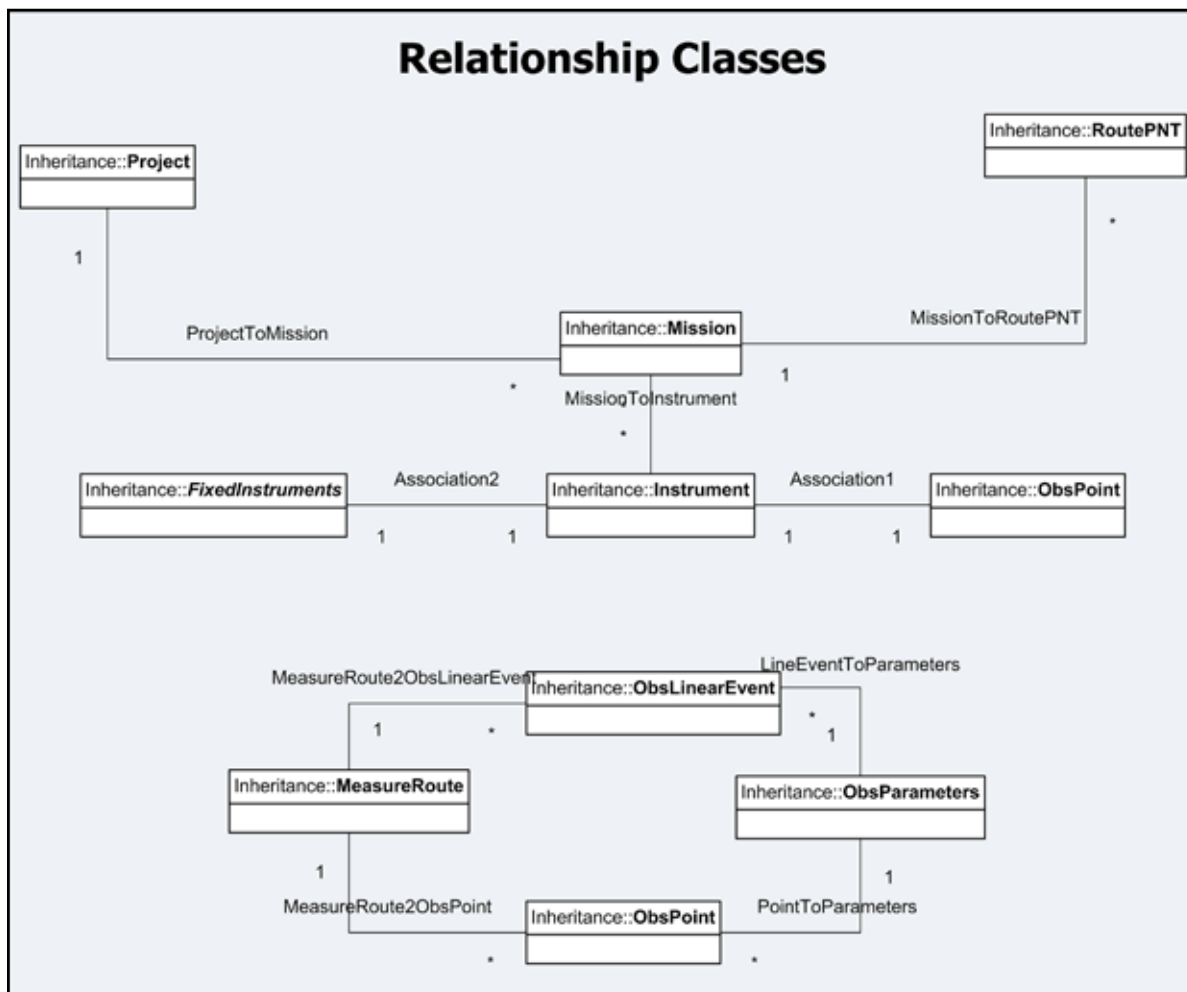 Relationship Classes
Inheritance::RoutePNT
Inheritance::Project
*
1
Inheritance::Mission
MissionToRoutePNT
ProjectToMission
1
*
MissionToInstrument
*
Inheritance::FixedInstruments
Association2
Inheritance::Instrument
Association1
Inheritance::ObsPoint
1
1
1
1
MeasureRoute2ObsLinearEvent
LineEventToParameters
Inheritance::ObsLinearEvent
1
*
*
1
Inheritance::MeasureRoute
Inheritance::ObsParameters
1
1
MeasureRoute2ObsPoint
Inheritance::ObsPoint
PointToParameters
*
*